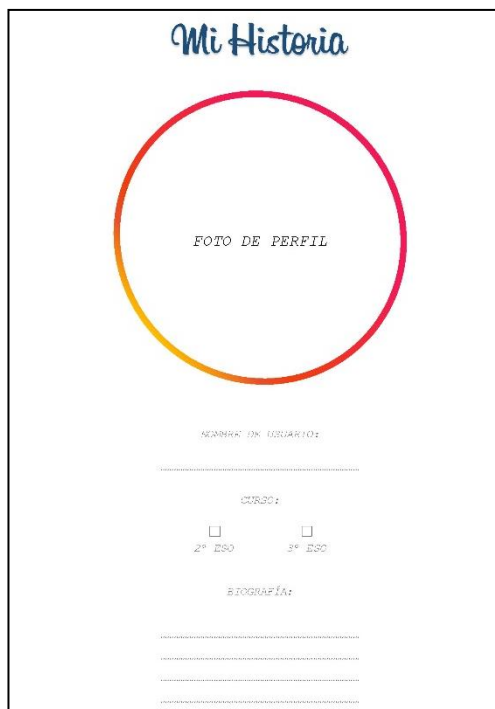 Mi Historia
FOTO DE PERFIL
NOMBRE DE USUARIO:
CURSO:
2º ESO 3º ESO
BIOGRAFÍA: